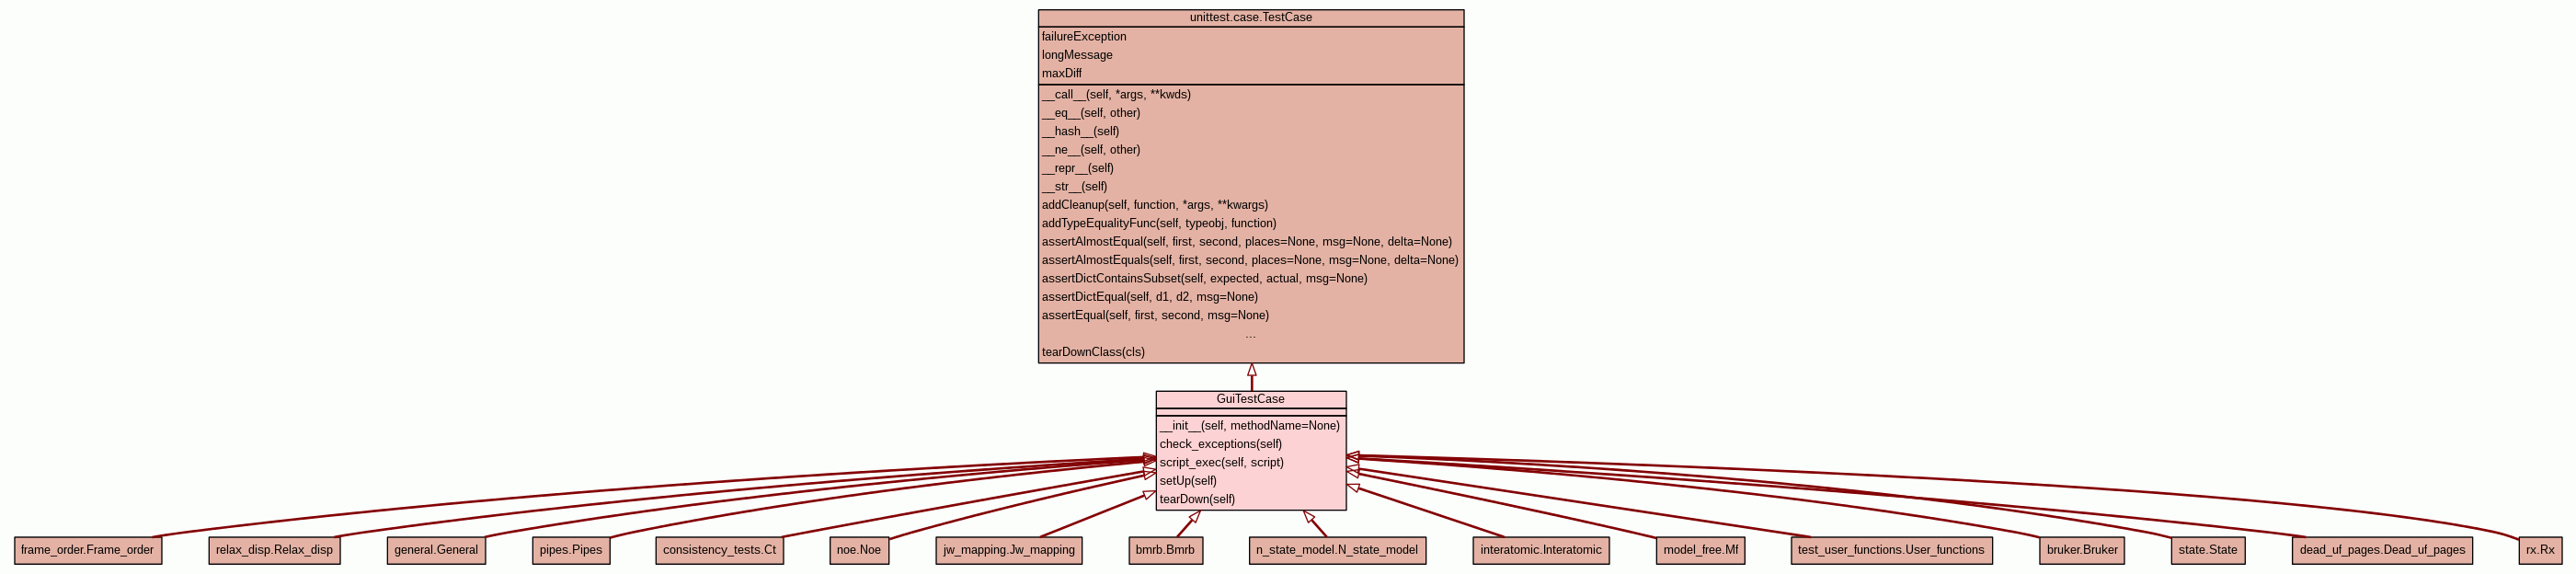 unittest.case.TestCase
failureException
longMessage
maxDiff
__call__(self, *args, **kwds)
__eq__(self, other)
__hash__(self)
__ne__(self, other)
__repr__(self)
__str__(self)
addCleanup(self, function, *args, **kwargs)
addTypeEqualityFunc(self, typeobj, function)
assertAlmostEqual(self, first, second, places=None, msg=None, delta=None)
assertAlmostEquals(self, first, second, places=None, msg=None, delta=None)
assertDictContainsSubset(self, expected, actual, msg=None)
assertDictEqual(self, d1, d2, msg=None)
assertEqual(self, first, second, msg=None)
...
tearDownClass(cls)
GuiTestCase
__init__(self, methodName=None)
check_exceptions(self)
script_exec(self, script)
setUp(self)
tearDown(self)
frame_order.Frame_order
relax_disp.Relax_disp
general.General
pipes.Pipes
consistency_tests.Ct
noe.Noe
jw_mapping.Jw_mapping
bmrb.Bmrb
n_state_model.N_state_model
interatomic.Interatomic
model_free.Mf
test_user_functions.User_functions
bruker.Bruker
state.State
dead_uf_pages.Dead_uf_pages
rx.Rx